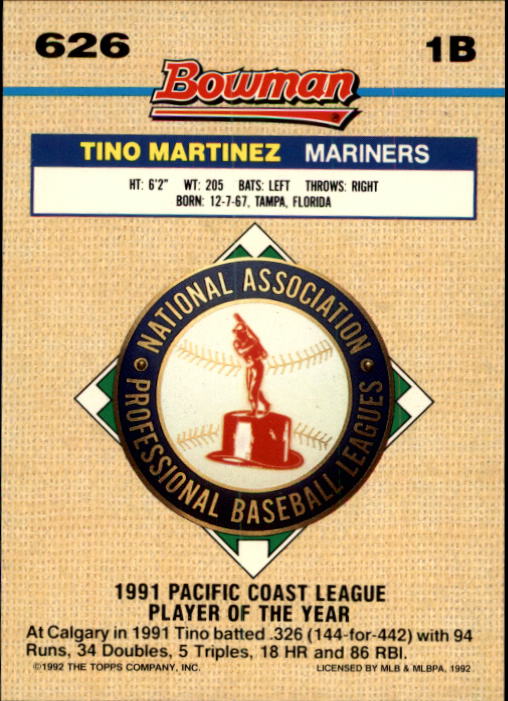 626
1B
Bowman
TINO MARTINEZ MARINERS
HT: 6'2" WT: 205 BATS: LEFT THROWS: RIGHT
BORN: 12-7-67, TAMPA, FLORIDA
NATIONAL ASSOCIATION
PROFESSIONAL BASEBALL LEAGUES
1991 PACIFIC COAST LEAGUE
PLAYER OF THE YEAR
At Calgary in 1991 Tino batted .326 (144-for-442) with 94
Runs, 34 Doubles, 5 Triples, 18 HR and 86 RBI.
©1992 THE TOPPS COMPANY, INC. LICENSED BY MLB & MLBPA, 1992